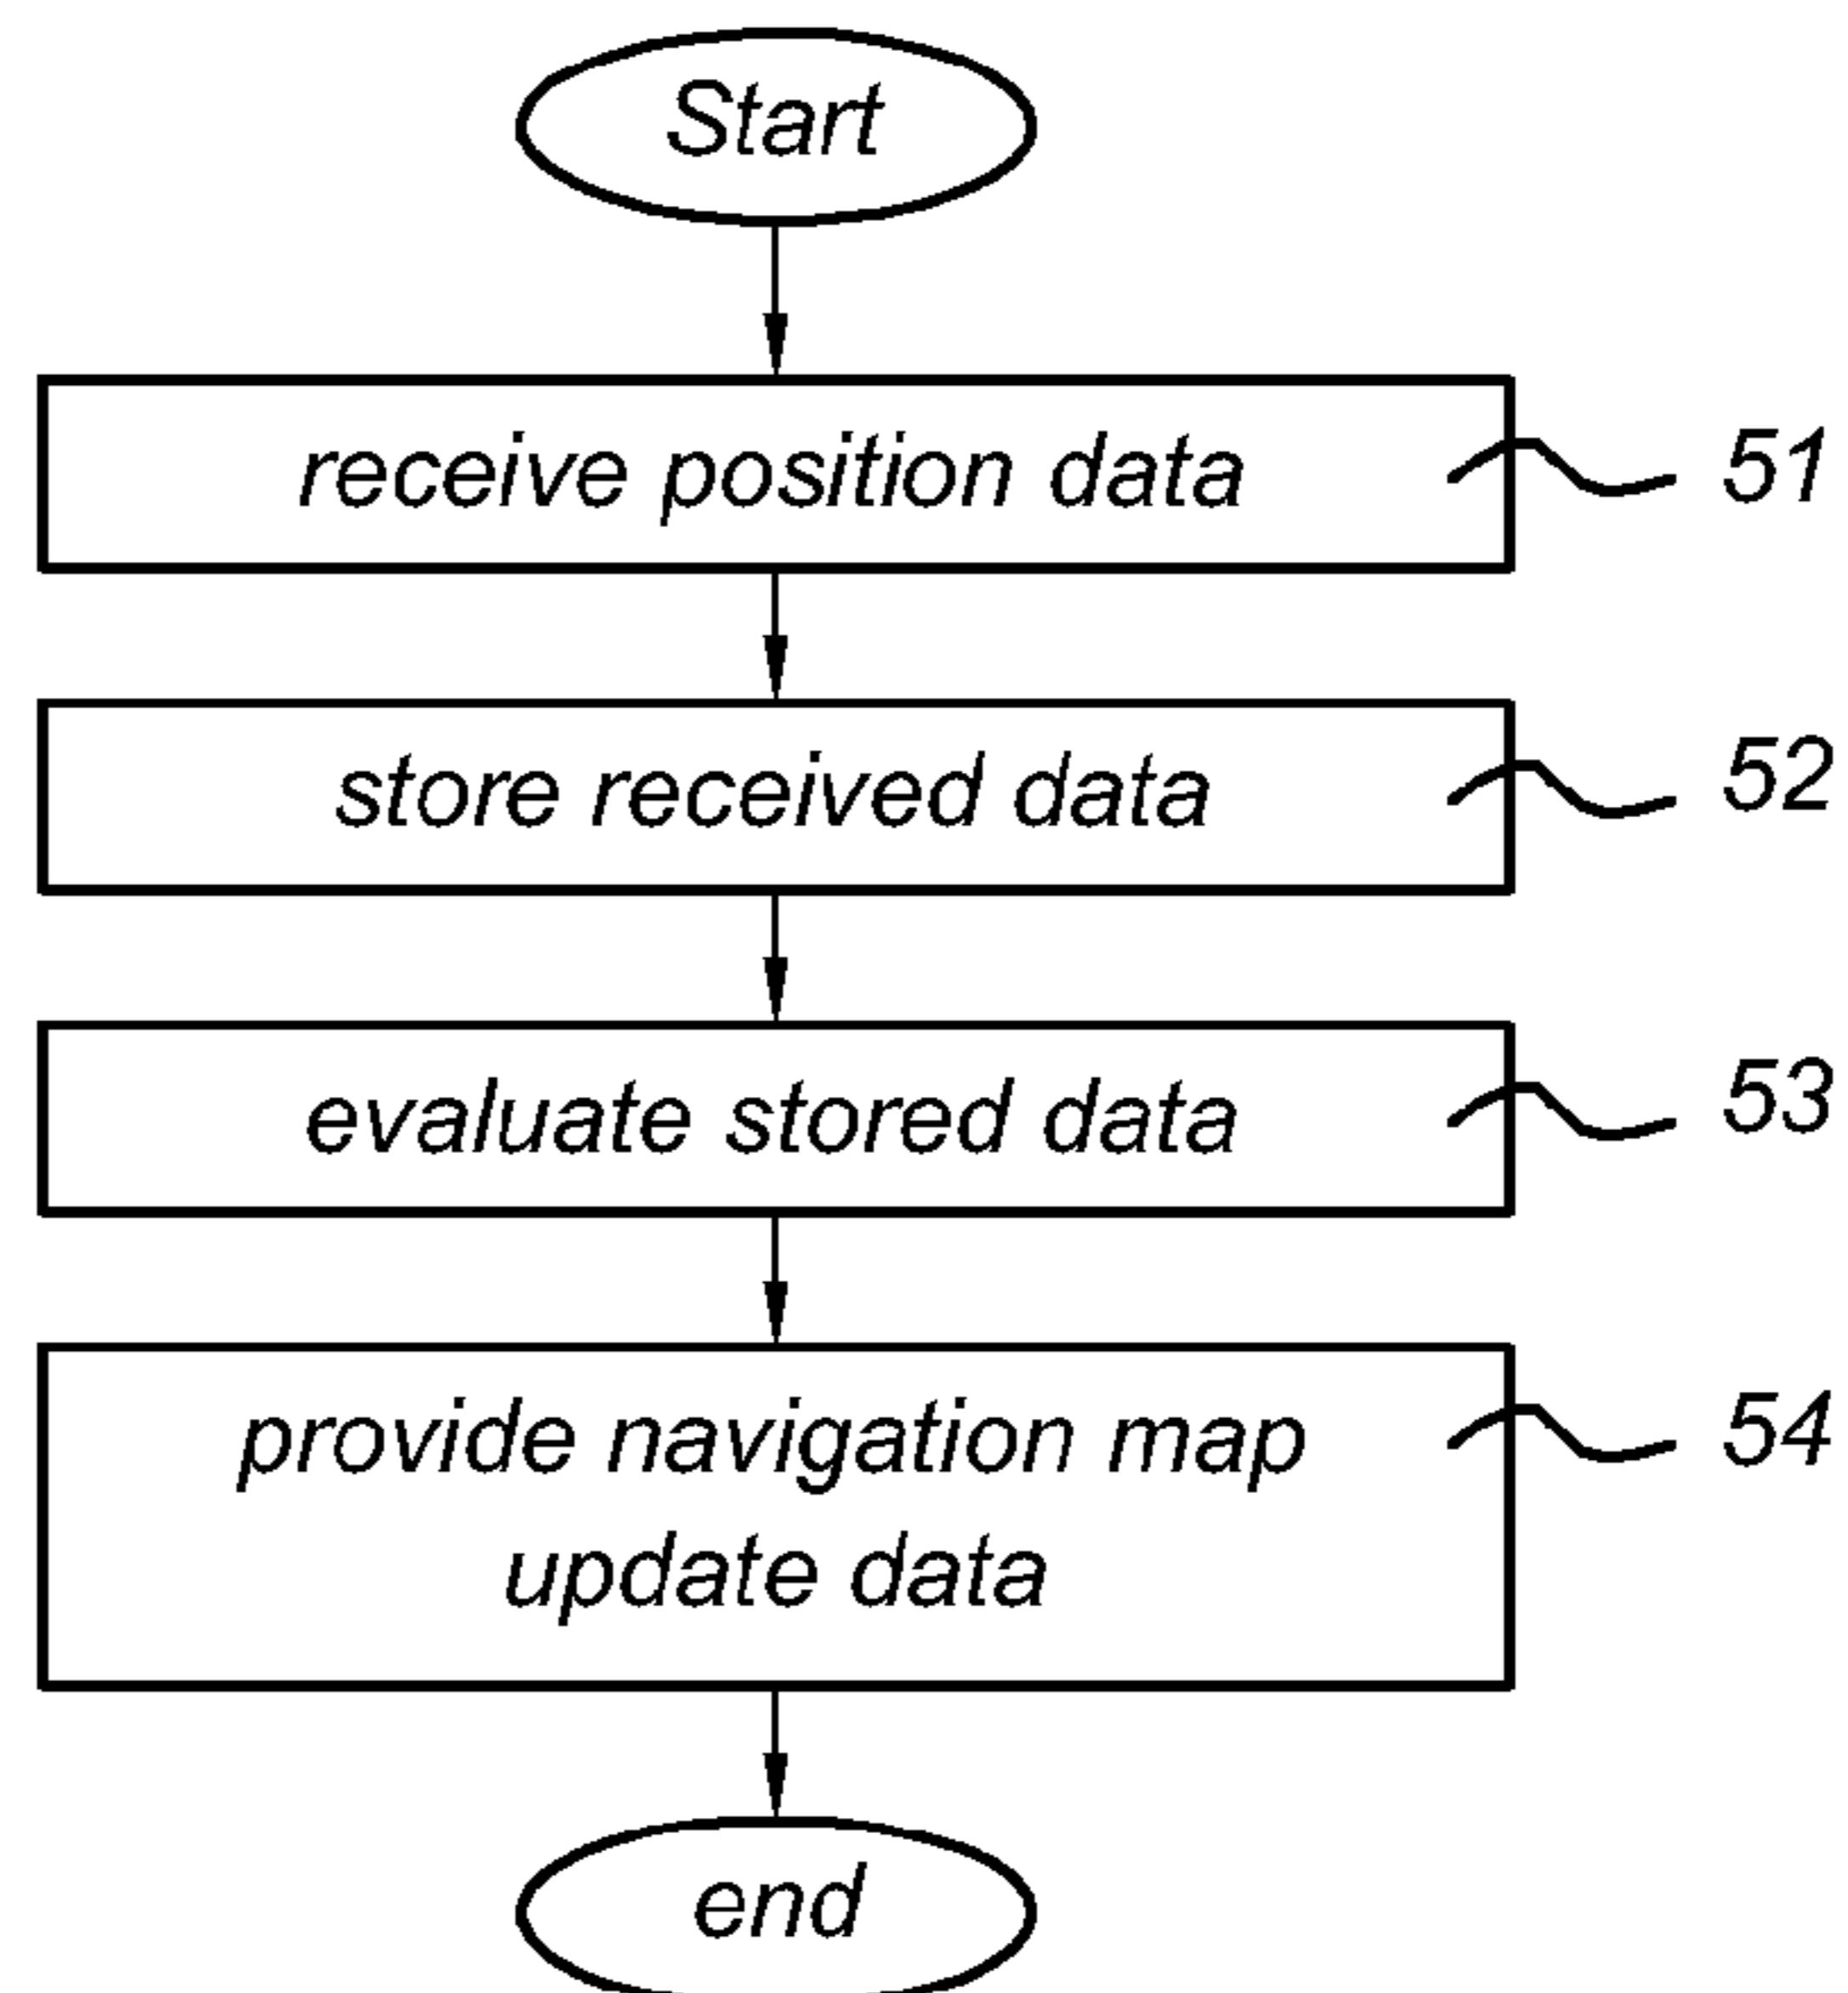 Start
receive position data
51
store received data
52
evaluate stored data
53
provide navigation map
54
update data
end